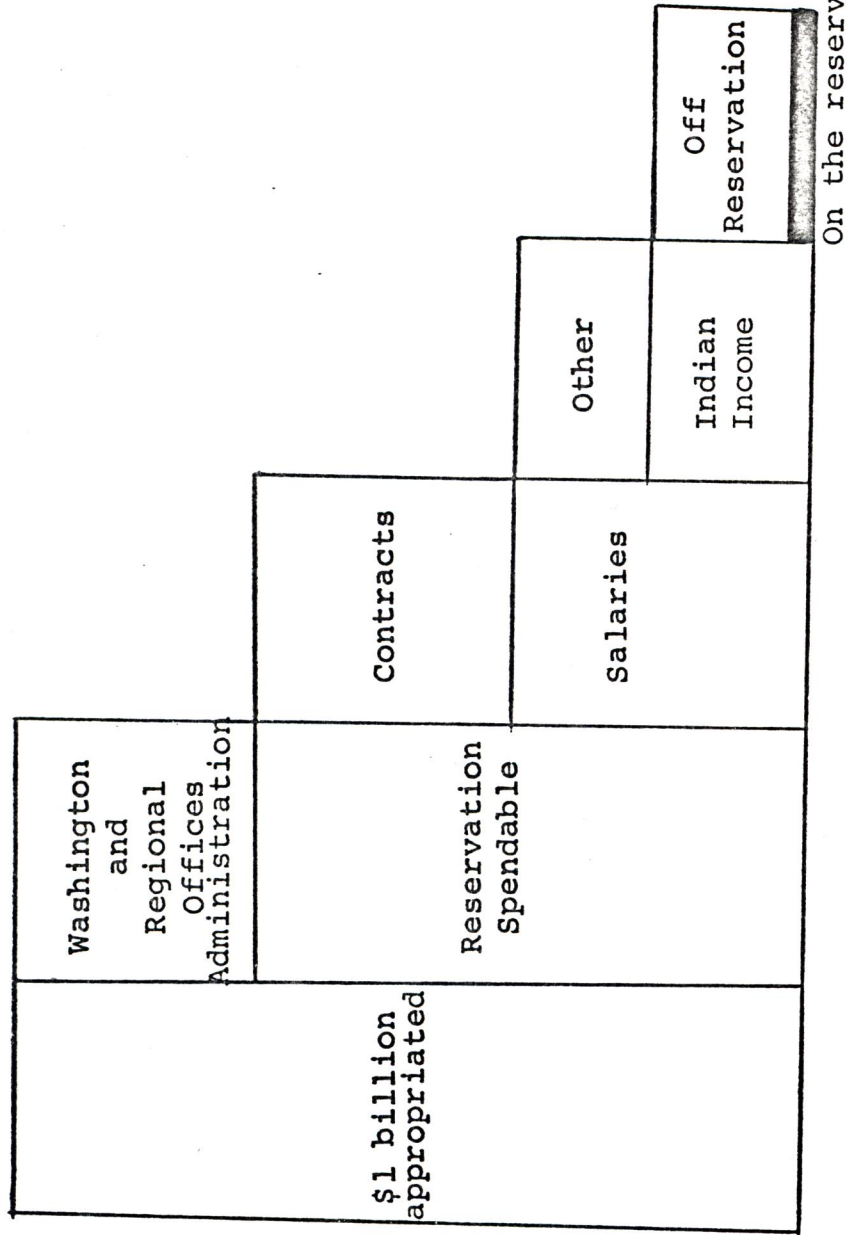 $1 billion
appropriated
Washington
and
Regional
Offices
Administration
Reservation
Spendable
Contracts
Salaries
Other
Indian
Income
Off
Reservation
On the reserv